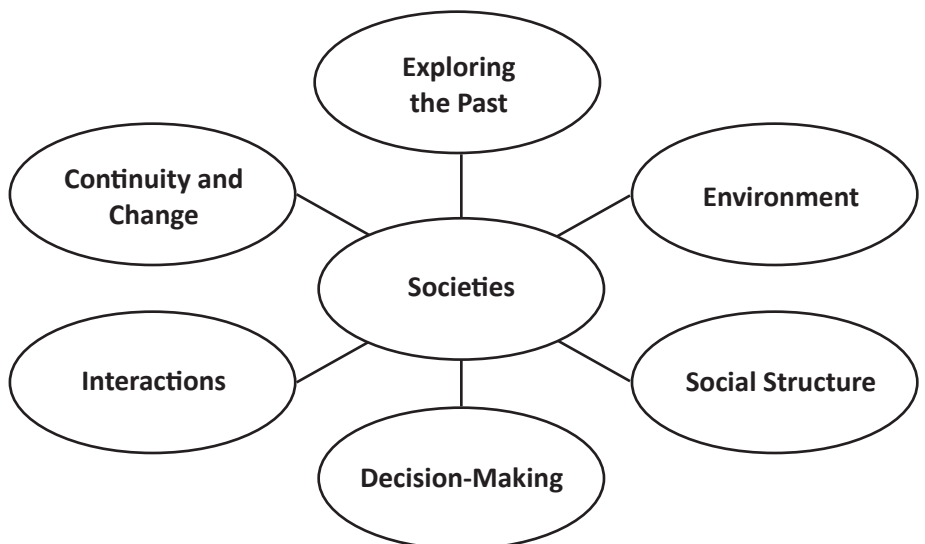 Exploring
the Past
Continuity and
Change
Environment
Societies
Interactions
Social Structure
Decision-Making